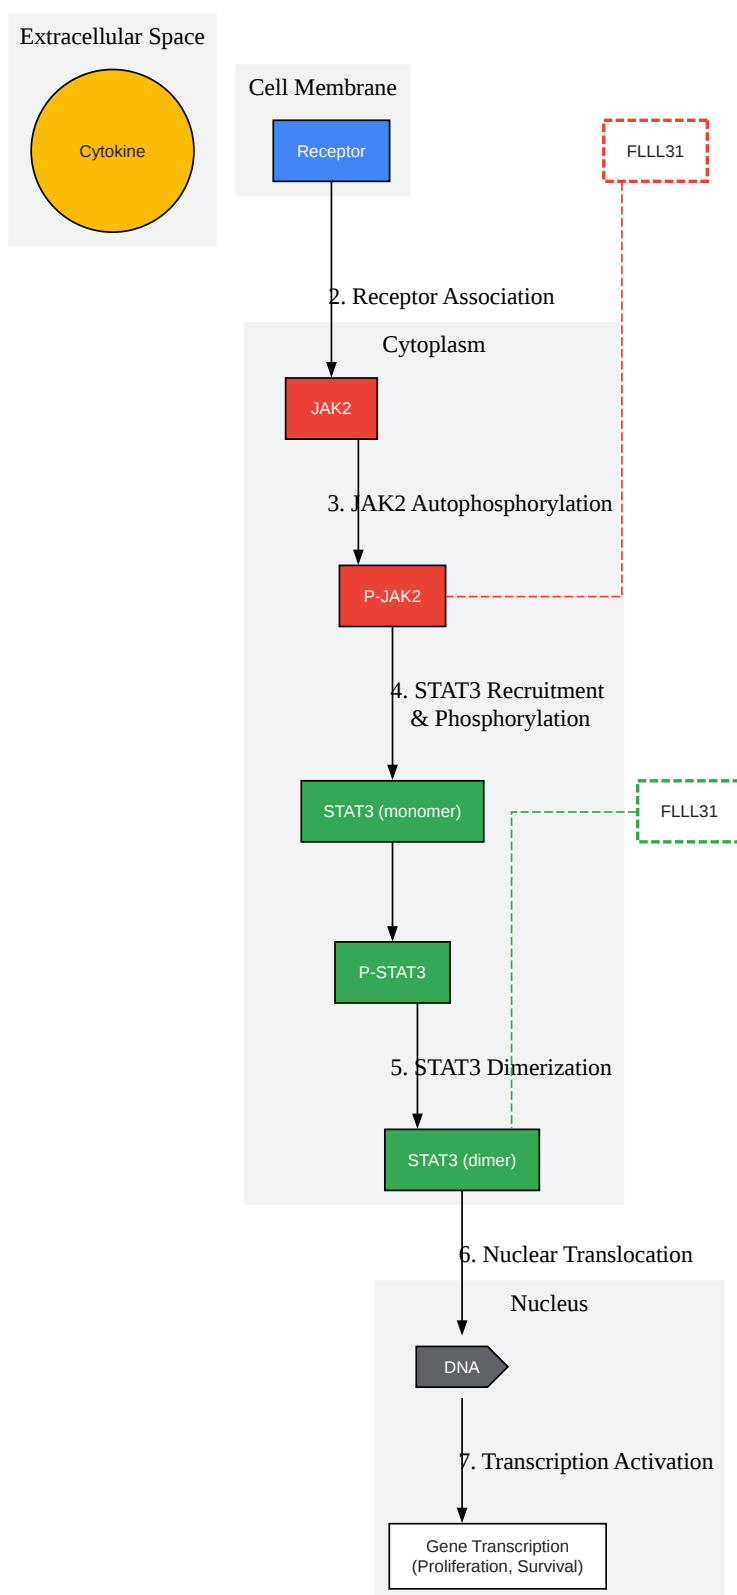 Extracellular Space
Cytokine
Cell Membrane
Receptor
FLLL31
2. Receptor Association
Cytoplasm
JAK2
3. JAK2 Autophosphorylation
P-JAK2
4. STAT3 Recruitment
& Phosphorylation
STAT3 (monomer)
FLLL31
P-STAT3
5. STAT3 Dimerization
STAT3 (dimer)
6. Nuclear Translocation
Nucleus
DNA
7. Transcription Activation
Gene Transcription
(Proliferation, Survival)